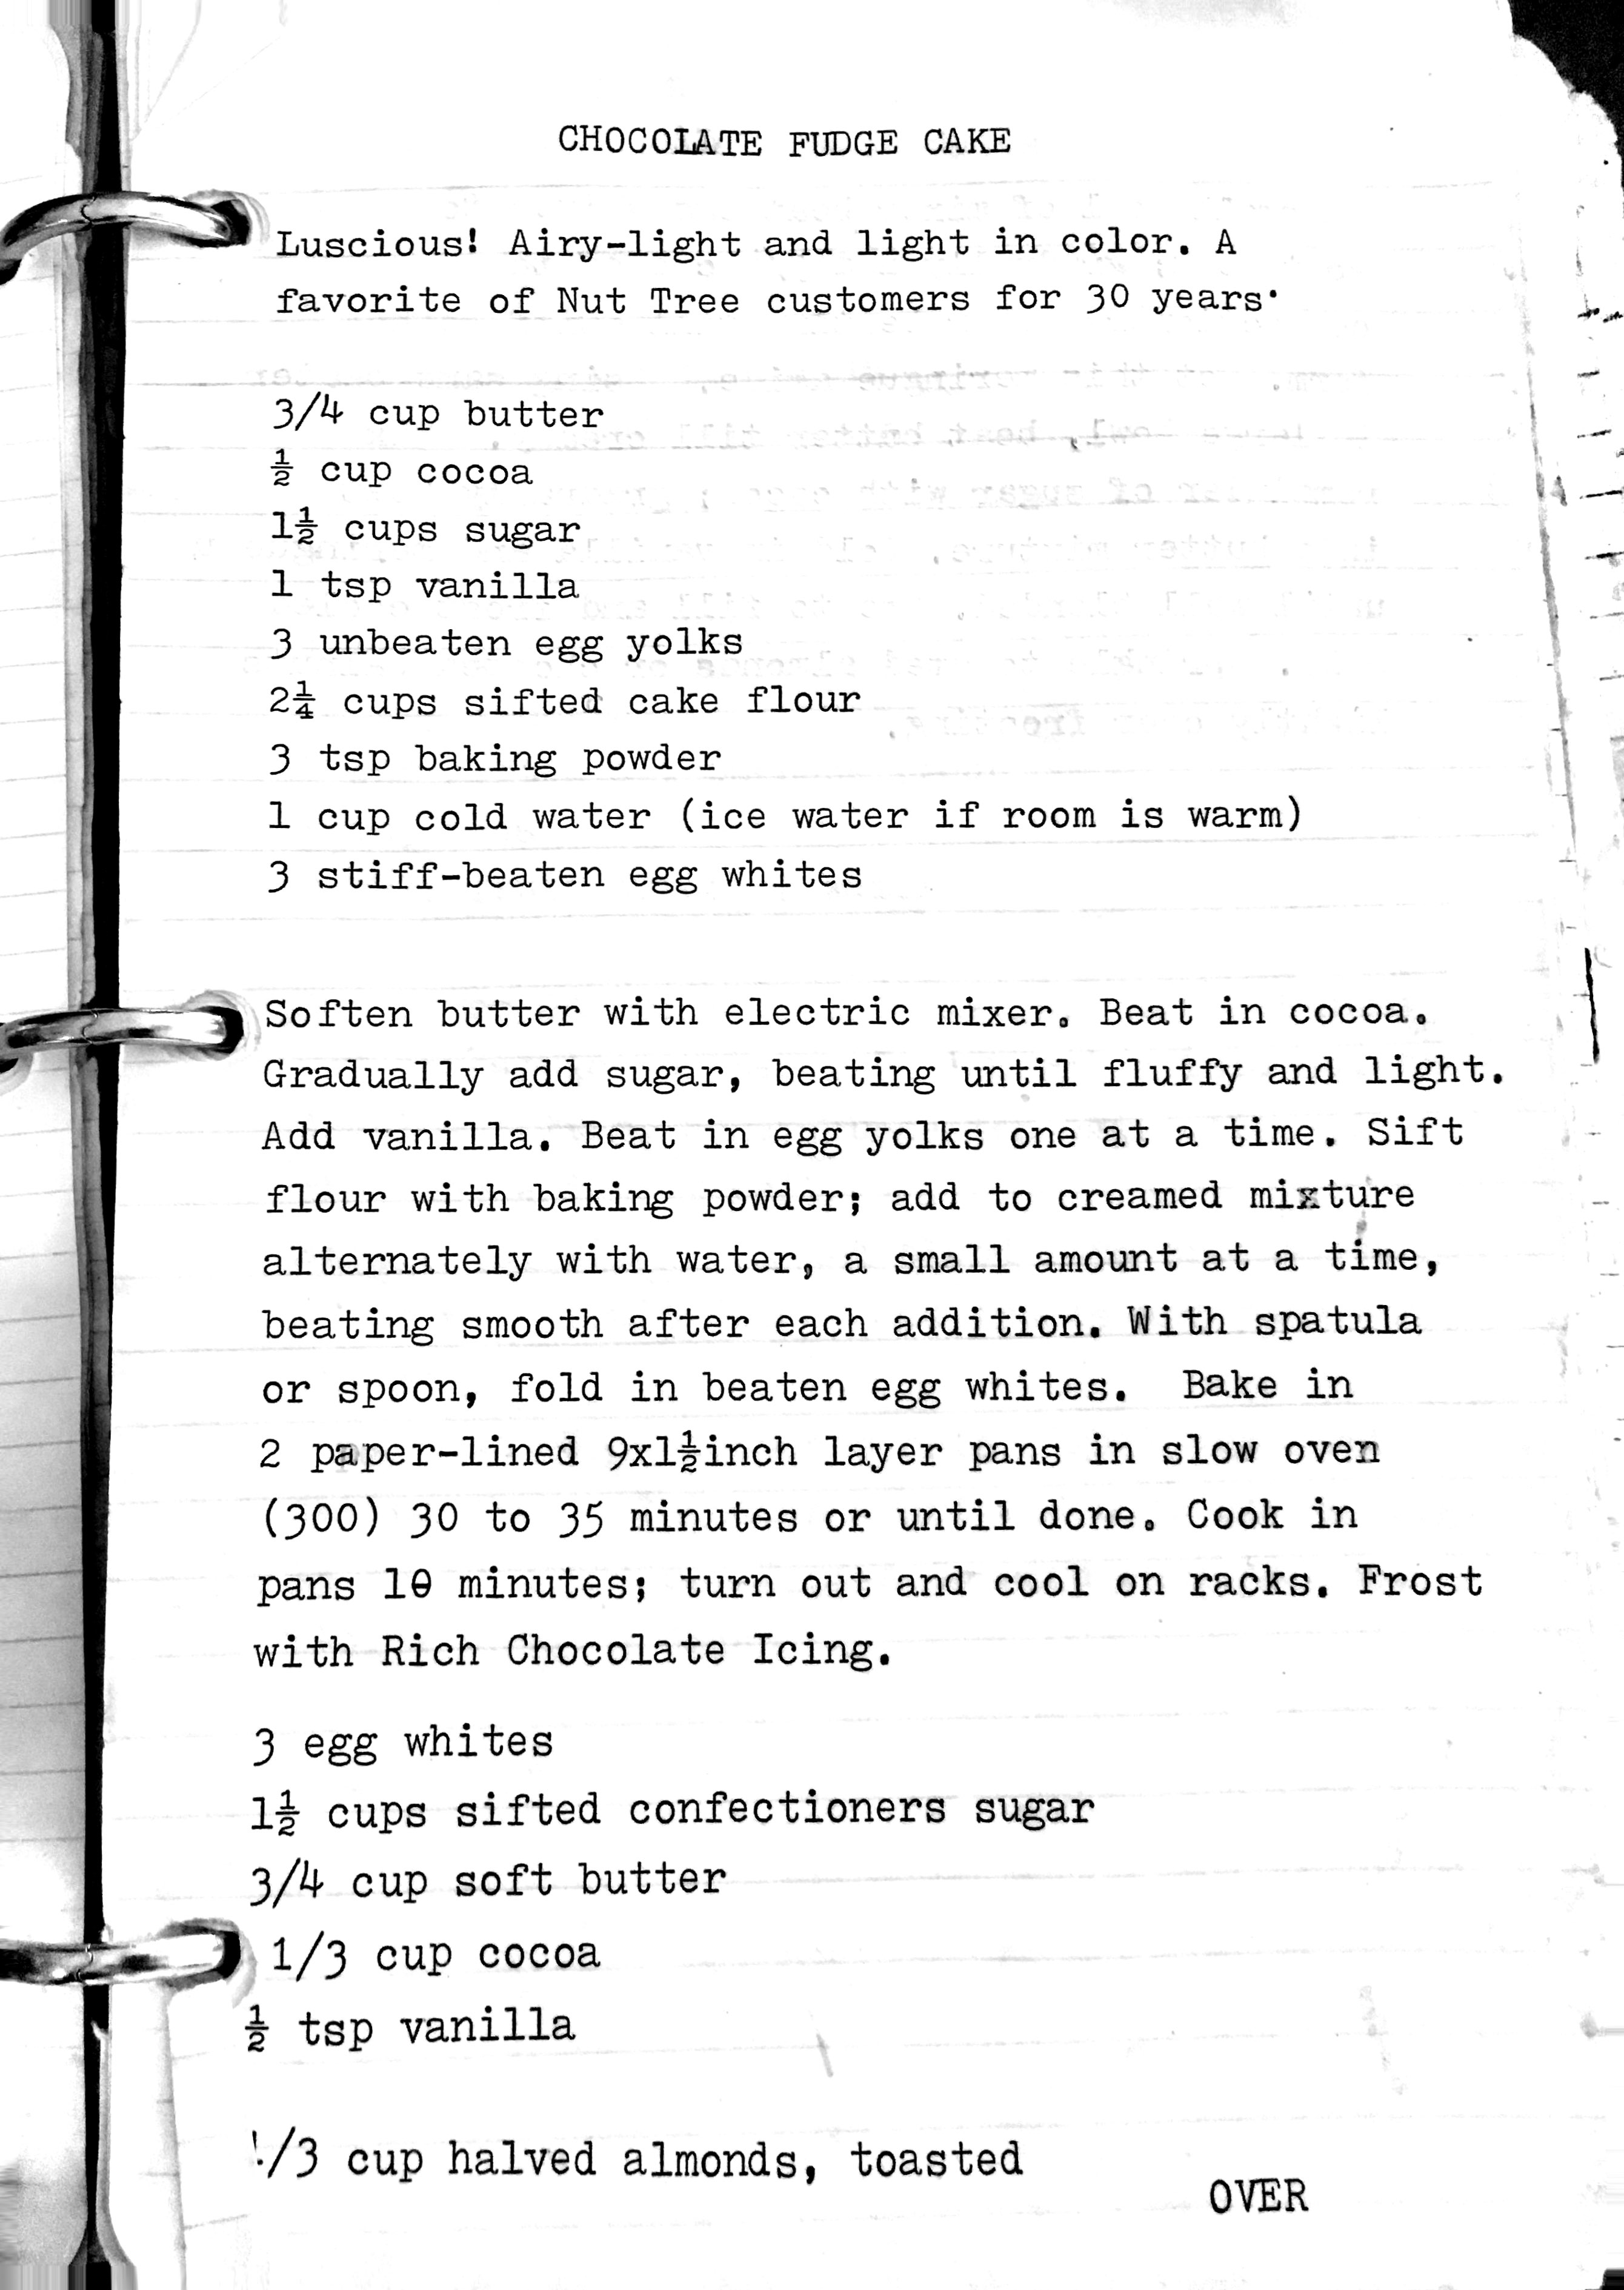 CHOCOLATE FUDGE CAKE
Luscious! Airy-light and light in color. A
favorite of Nut Tree customers for 30 years.
3/4 cup butter
½ cup cocoa
1½ cups sugar
1 tsp vanilla
3 unbeaten egg yolks
2¼ cups sifted cake flour
3 tsp baking powder
1 cup cold water (ice water if room is warm)
3 stiff-beaten egg whites
Soften butter with electric mixer. Beat in cocoa.
Gradually add sugar, beating until fluffy and light.
Add vanilla. Beat in egg yolks one at a time. Sift
flour with baking powder; add to creamed mixture
alternately with water, a small amount at a time,
beating smooth after each addition. With spatula
or spoon, fold in beaten egg whites. Bake in
2 paper-lined 9x1½inch layer pans in slow oven
(300) 30 to 35 minutes or until done. Cook in
pans 10 minutes; turn out and cool on racks. Frost
with Rich Chocolate Icing.
3 egg whites
1½ cups sifted confectioners sugar
3/4 cup soft butter
1/3 cup cocoa
½ tsp vanilla
1/3 cup halved almonds, toasted
OVER